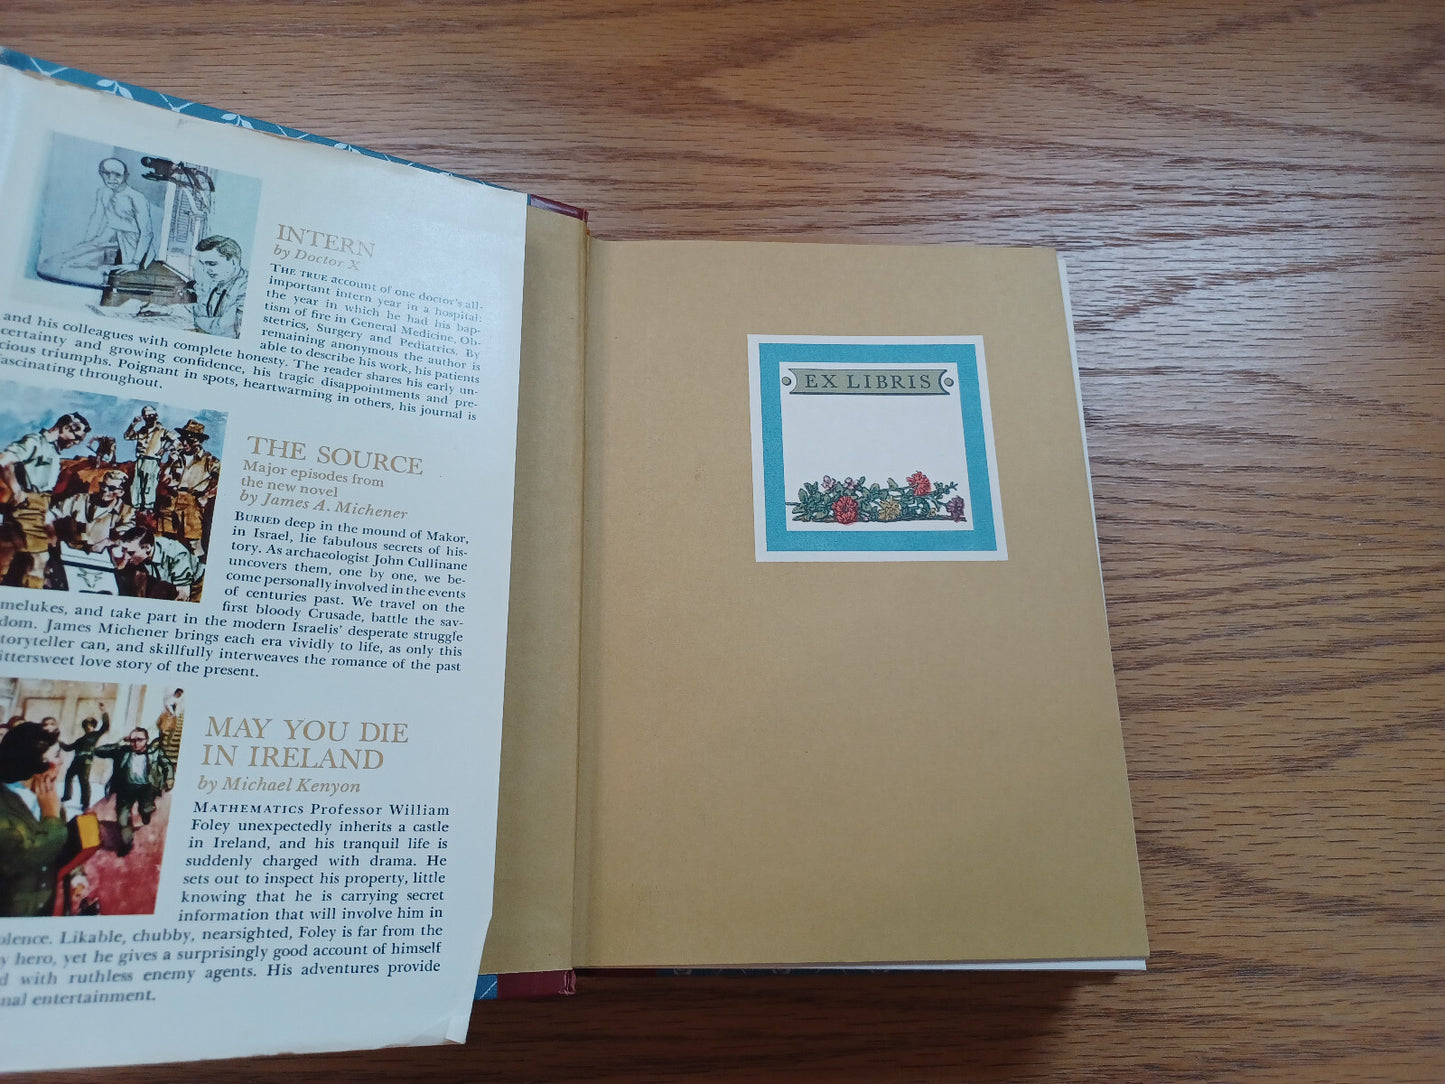 INTERN
by Doctor X
THE TRUE account of one doctor's all-
important intern year in a hospital:
the year in which he had his bap-
tism of fire in General Medicine, Ob-
stetrics, Surgery and Pediatrics. By
remaining anonymous the author is
able to describe his work, his patients
and his colleagues with complete honesty. The reader shares his early un-
certainty and growing confidence, his tragic disappointments and pre-
cious triumphs. Poignant in spots, heartwarming in others, his journal is
fascinating throughout.
THE SOURCE
Major episodes from
the new novel
by James A. Michener
BURIED deep in the mound of Makor,
in Israel, lie fabulous secrets of his-
tory. As archaeologist John Cullinane
uncovers them, one by one, we be-
come personally involved in the events
of centuries past. We travel on the
first bloody Crusade, battle the sav-
melukes, and take part in the modern Israelis' desperate struggle
dom. James Michener brings each era vividly to life, as only this
toryteller can, and skillfully interweaves the romance of the past
ittersweet love story of the present.
MAY YOU DIE
IN IRELAND
by Michael Kenyon
MATHEMATICS Professor William
Foley unexpectedly inherits a castle
in Ireland, and his tranquil life is
suddenly charged with drama. He
sets out to inspect his property, little
knowing that he is carrying secret
information that will involve him in
olence. Likable, chubby, nearsighted, Foley is far from the
y hero, yet he gives a surprisingly good account of himself
d with ruthless enemy agents. His adventures provide
nal entertainment.
EX LIBRIS